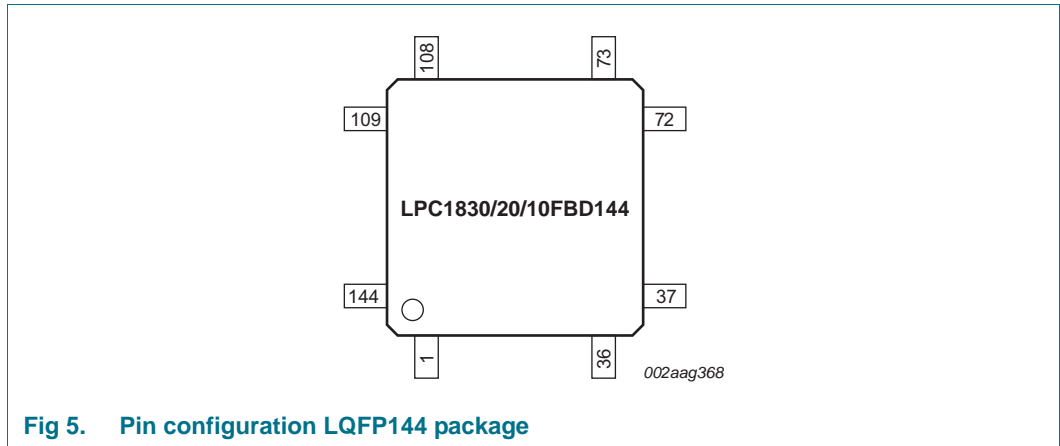 108
73
109
72
LPC1830/20/10FBD144
144
37
1
36
002aag368
Fig 5. Pin configuration LQFP144 package